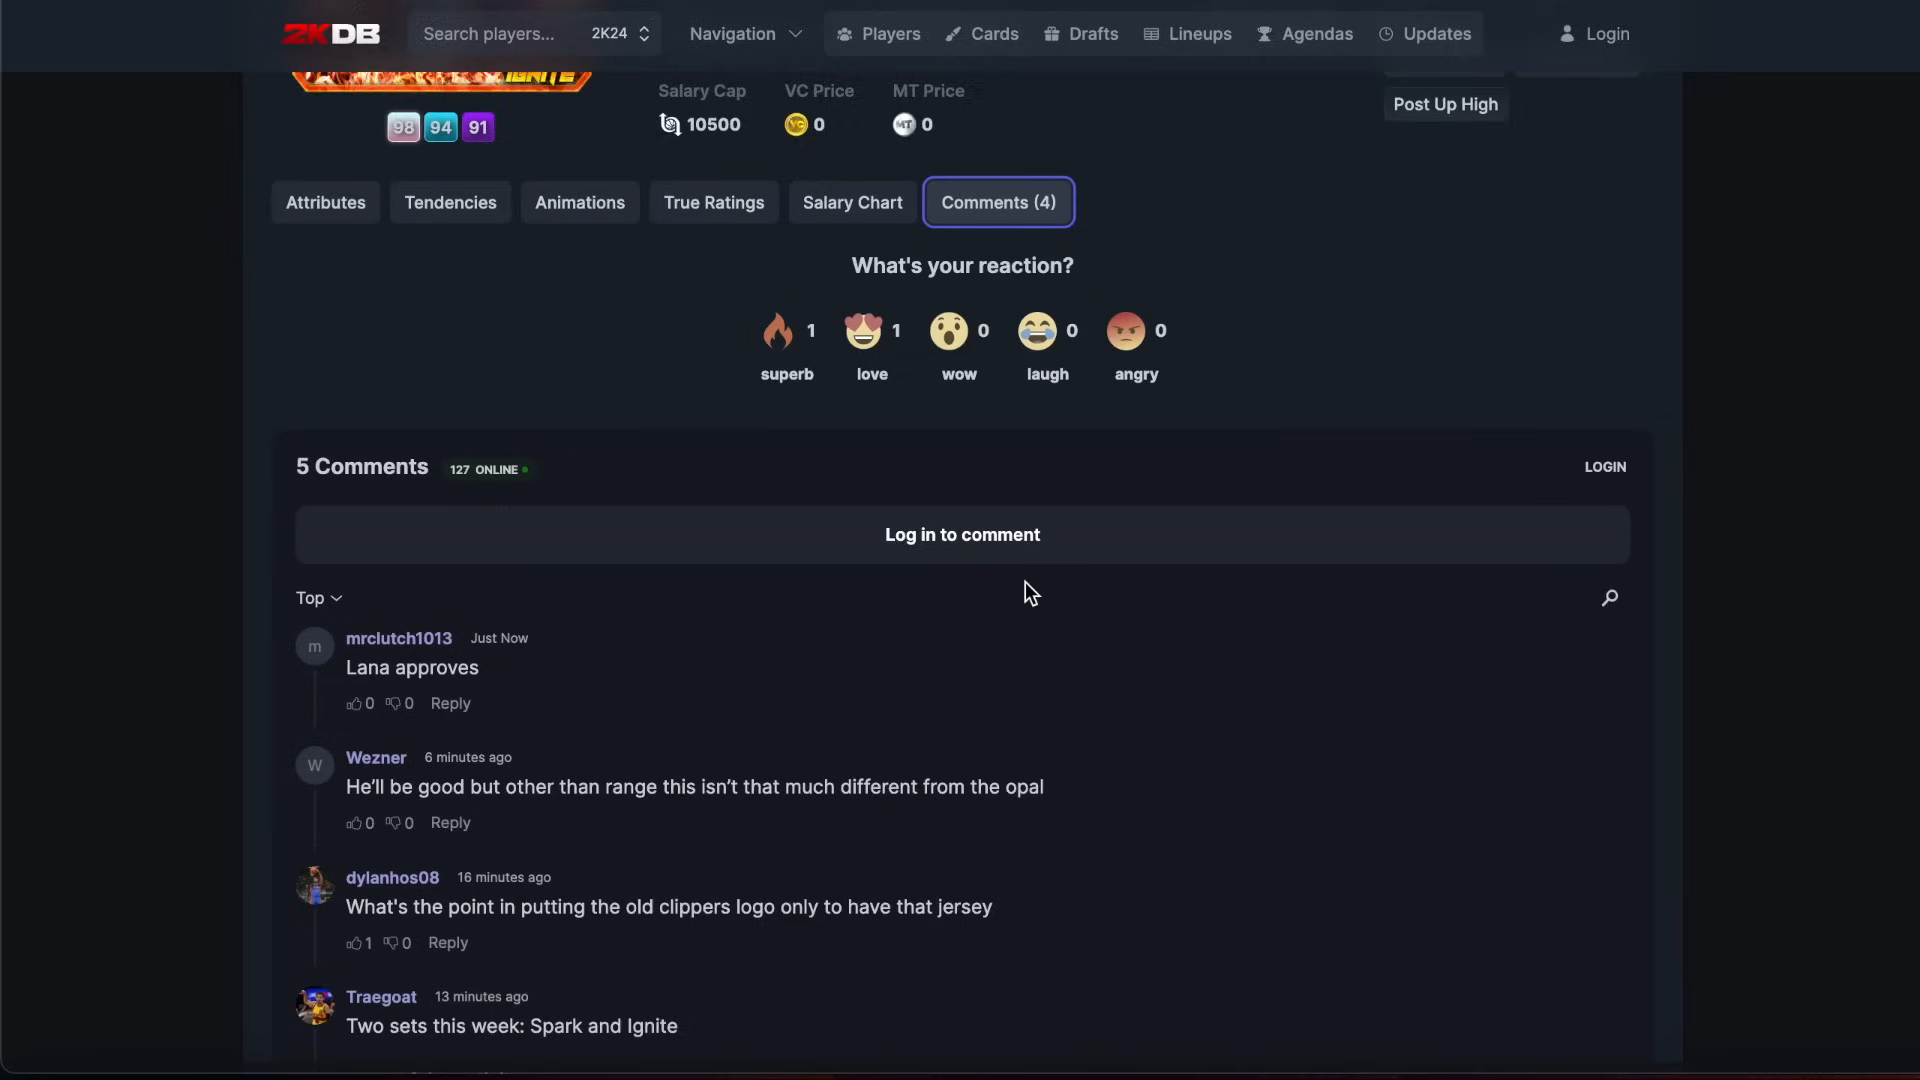 2KDB Search players... 2K24 Navigation Players Cards Drafts Lineups Agendas Updates Login
IGNITE
Salary Cap VC Price MT Price
Post Up High
98 94 91
10500 VC 0 MT 0
Attributes Tendencies Animations True Ratings Salary Chart Comments (4)
What's your reaction?
1 1 0 0 0
superb love wow laugh angry
5 Comments 127 ONLINE LOGIN
Log in to comment
Top
m mrclutch1013 Just Now
Lana approves
0 0 Reply
W Wezner 6 minutes ago
He’ll be good but other than range this isn’t that much different from the opal
0 0 Reply
dylanhos08 16 minutes ago
What's the point in putting the old clippers logo only to have that jersey
1 0 Reply
Traegoat 13 minutes ago
Two sets this week: Spark and Ignite